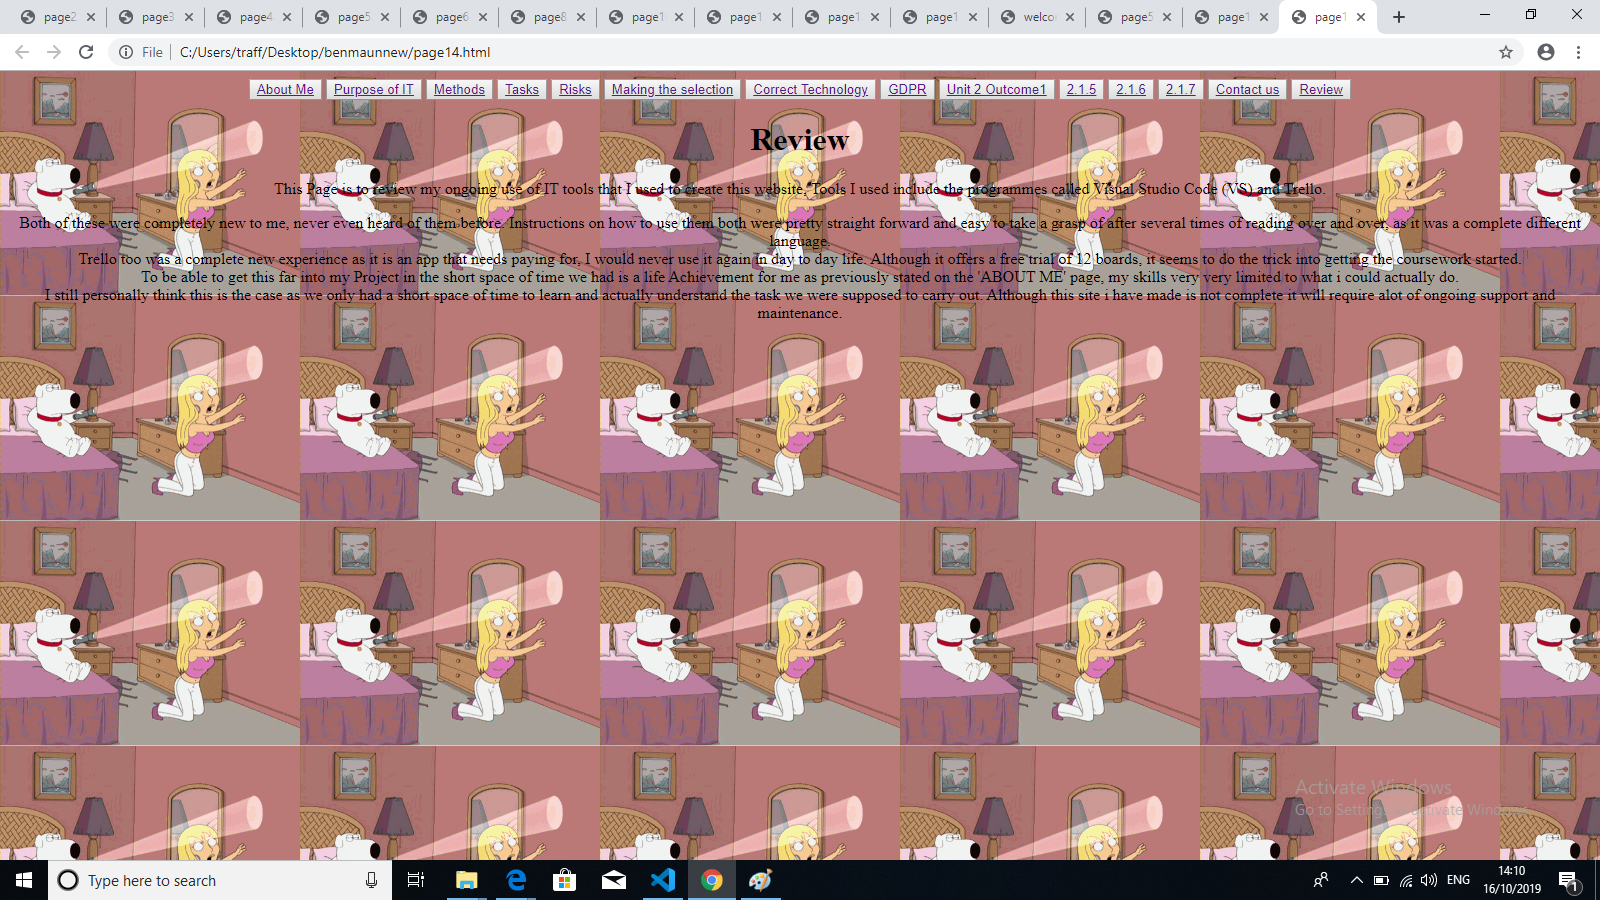 page2
page3
page4
page5
page6
page8
page1
page1
page1
page1
welco
page5
page1
page1
File
C:/Users/traff/Desktop/benmaunnew/page14.html
About Me
Purpose of IT
Methods
Tasks
Risks
Making the selection
Correct Technology
GDPR
Unit 2 Outcome1
2.1.5
2.1.6
2.1.7
Contact us
Review
Review
This Page is to review my ongoing use of IT tools that I used to create this website. Tools I used include the programmes called Visual Studio Code (VS) and Trello.
Both of these were completely new to me, never even heard of them before. Instructions on how to use them both were pretty straight forward and easy to take a grasp of after several times of reading over and over, as it was a complete different
language.
Trello too was a complete new experience as it is an app that needs paying for, I would never use it again in day to day life. Although it offers a free trial of 12 boards, it seems to do the trick into getting the coursework started.
To be able to get this far into my Project in the short space of time we had is a life Achievement for me as previously stated on the 'ABOUT ME' page, my skills very very limited to what i could actually do.
I still personally think this is the case as we only had a short space of time to learn and actually understand the task we were supposed to carry out. Although this site i have made is not complete it will require alot of ongoing support and
maintenance.
Activate Windows
Go to Settings to activate Windows.
Type here to search
ENG
14:10
16/10/2019
1